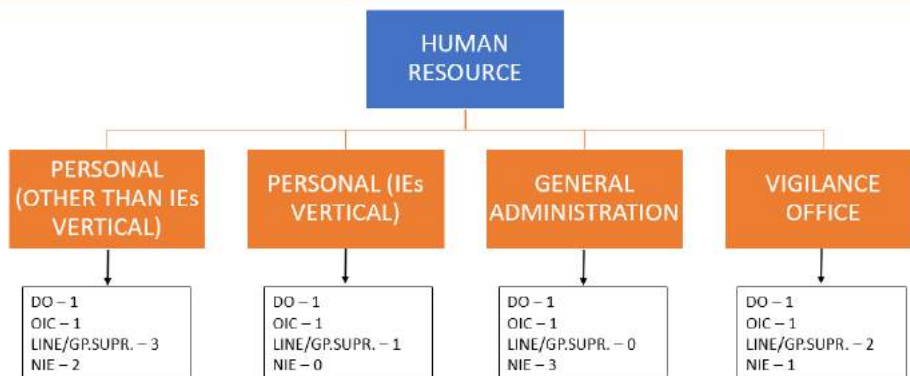 HUMAN
RESOURCE
PERSONAL
(OTHER THAN IEs
VERTICAL)
PERSONAL (IEs
VERTICAL)
GENERAL
ADMINISTRATION
VIGILANCE
OFFICE
DO – 1
OIC – 1
LINE/GP.SUPR. – 3
NIE – 2
DO – 1
OIC – 1
LINE/GP.SUPR. – 1
NIE – 0
DO – 1
OIC – 1
LINE/GP.SUPR. – 0
NIE – 3
DO – 1
OIC – 1
LINE/GP.SUPR. – 2
NIE – 1